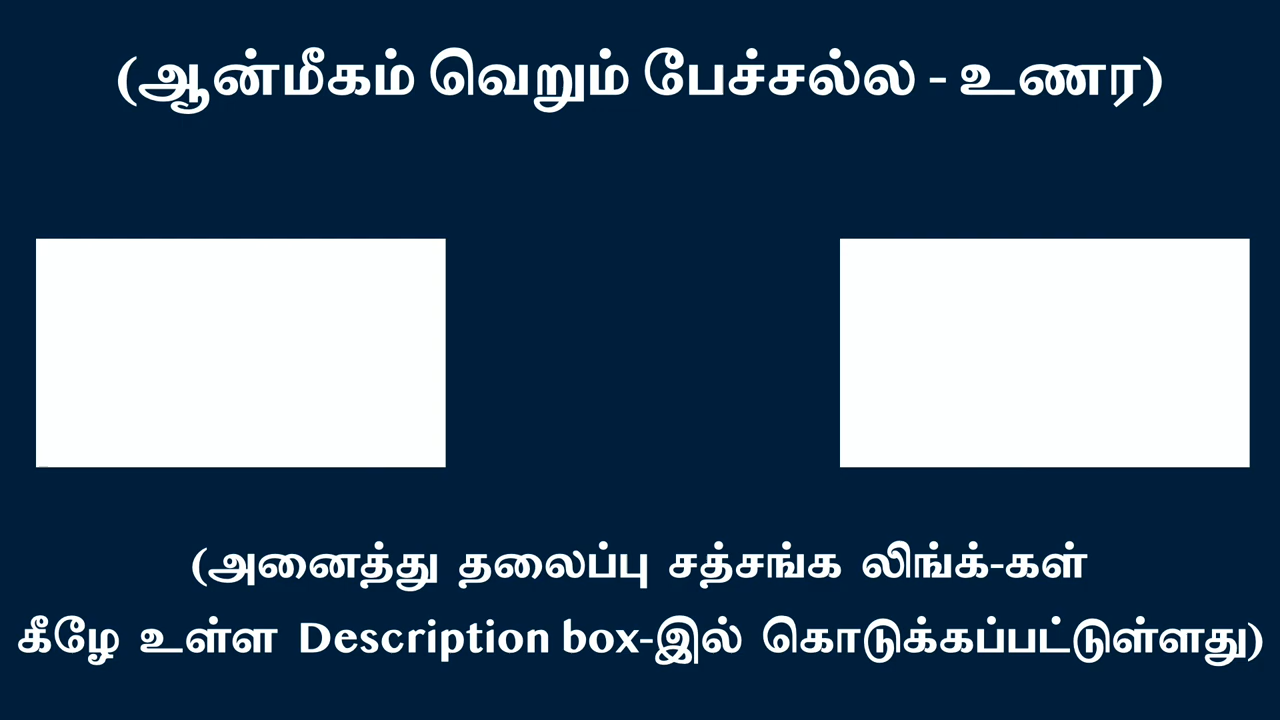 (ஆன்மீகம் வெறும் பேச்சல்ல - உணர)
(அனைத்து தலைப்பு சத்சங்க லிங்க்-கள்
கீழே உள்ள Description box-இல் கொடுக்கப்பட்டுள்ளது)